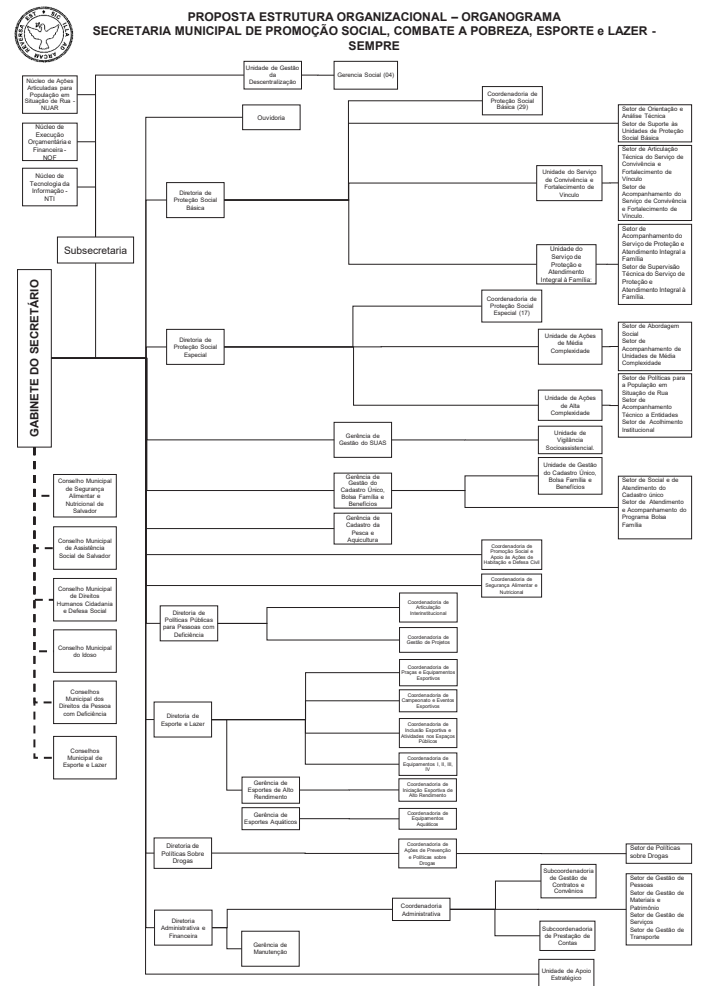 PROPOSTA ESTRUTURA ORGANIZACIONAL – ORGANOGRAMA
SECRETARIA MUNICIPAL DE PROMOÇÃO SOCIAL, COMBATE A POBREZA, ESPORTE e LAZER -
SEMPRE
Unidade de Gestão
da
Descentralização
Gerencia Social (04)
Núcleo de Ações
Articuladas para
População em
Situação de Rua -
NUAR
Núcleo de
Execução
Orçamentária e
Financeira -
NOF
Núcleo de
Tecnologia da
Informação -
NTI
Ouvidoria
Subsecretaria
GABINETE DO SECRETÁRIO
Diretoria de
Proteção Social
Básica
Coordenadoria de
Proteção Social
Básica (29)
Setor de Orientação e
Análise Técnica
Setor de Suporte às
Unidades de Proteção
Social Básica
Unidade do Serviço
de Convivência e
Fortalecimento de
Vínculo
Setor de Articulação
Técnica do Serviço de
Convivência e
Fortalecimento de
Vínculo
Setor de
Acompanhamento do
Serviço de Convivência
e Fortalecimento de
Vínculo.
Unidade do
Serviço de
Proteção e
Atendimento
Integral à Família:
Setor de
Acompanhamento do
Serviço de Proteção e
Atendimento Integral a
Família
Setor de Supervisão
Técnica do Serviço de
Proteção e
Atendimento Integral à
Família.
Diretoria de
Proteção Social
Especial
Coordenadoria de
Proteção Social
Especial (17)
Unidade de Ações
de Média
Complexidade
Setor de Abordagem
Social
Setor de
Acompanhamento de
Unidades de Média
Complexidade
Unidade de Ações
de Alta
Complexidade
Setor de Políticas para
a População em
Situação de Rua
Setor de
Acompanhamento
Técnico a Entidades
Setor de Acolhimento
Institucional
Gerência de
Gestão do SUAS
Unidade de
Vigilância
Socioassistencial.
Gerência de
Gestão do
Cadastro Único,
Bolsa Família e
Benefícios
Unidade de Gestão
do Cadastro Único,
Bolsa Família e
Benefícios
Setor de Social e de
Atendimento do
Cadastro único
Setor de Atendimento
e Acompanhamento do
Programa Bolsa
Família
Gerência de
Cadastro da
Pesca e
Aquicultura
Coordenadoria de
Promoção Social e
Apoio às Ações da
Habitação e Defesa Civil
Coordenadoria de
Segurança Alimentar e
Nutricional
Conselho Municipal
de Segurança
Alimentar e
Nutricional de
Salvador
Conselho Municipal
de Assistência
Social de Salvador
Conselho Municipal
de Direitos
Humanos Cidadania
e Defesa Social
Conselho Municipal
do Idoso
Conselhos
Municipal dos
Direitos da Pessoa
com Deficiência
Conselhos
Municipal de
Esporte e Lazer
Diretoria de
Políticas Públicas
para Pessoas com
Deficiência
Coordenadoria de
Articulação
Interinstitucional
Coordenadoria de
Gestão de Projetos
Diretoria de
Esporte e Lazer
Coordenadoria de
Praças e Equipamentos
Esportivos
Coordenadoria de
Campeonato e Eventos
Esportivos
Coordenadoria de
Inclusão Esportiva e
Atividades nos Espaços
Públicos
Coordenadoria de
Equipamentos I, II, III,
IV
Gerência de
Esportes de Alto
Rendimento
Coordenadoria de
Iniciação Esportiva de
Alto Rendimento
Gerência de
Esportes Aquáticos
Coordenadoria de
Equipamentos
Aquáticos
Diretoria de
Políticas Sobre
Drogas
Coordenadoria de
Ações de Prevenção
e Políticas sobre
Drogas
Setor de Políticas
sobre Drogas
Diretoria
Administrativa e
Financeira
Coordenadoria
Administrativa
Subcoordenadoria
de Gestão de
Contratos e
Convênios
Setor de Gestão de
Pessoas
Setor de Gestão de
Materiais e
Patrimônio
Setor de Gestão de
Serviços
Setor de Gestão de
Transporte
Subcoordenadoria
de Prestação de
Contas
Gerência de
Manutenção
Unidade de Apoio
Estratégico